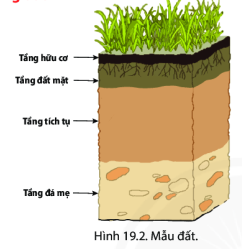 Tầng hữu cơ
Tầng đất mặt
Tầng tích tụ
Tầng đá mẹ
Hình 19.2. Mẫu đất.